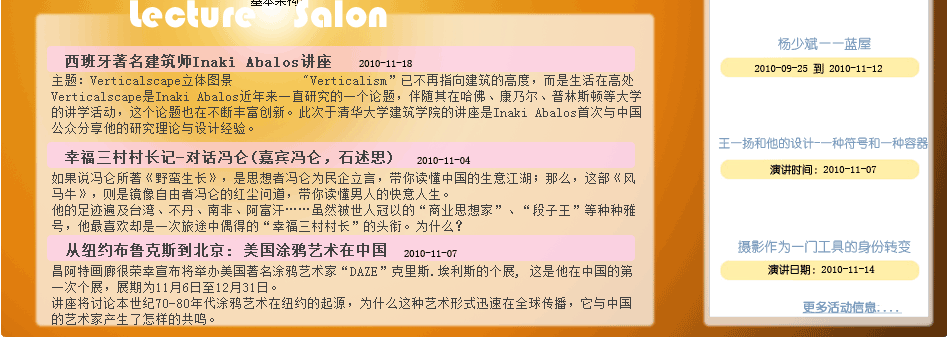 基本架构
Lecture Salon
西班牙著名建筑师Inaki Abalos讲座 2010-11-18
主题：Verticalscape立体图景 “Verticalism”已不再指向建筑的高度，而是生活在高处
Verticalscape是Inaki Abalos近年来一直研究的一个论题，伴随其在哈佛、康乃尔、普林斯顿等大学
的讲学活动，这个论题也在不断丰富创新。此次于清华大学建筑学院的讲座是Inaki Abalos首次与中国
公众分享他的研究理论与设计经验。
幸福三村村长记-对话冯仑(嘉宾冯仑，石述思) 2010-11-04
如果说冯仑所著《野蛮生长》，是思想者冯仑为民企立言，带你读懂中国的生意江湖；那么，这部《风
马牛》，则是镜像自由者冯仑的红尘问道，带你读懂男人的快意人生。
他的足迹遍及台湾、不丹、南非、阿富汗……虽然被世人冠以的“商业思想家”、“段子王”等种种雅
号，他最喜欢却是一次旅途中偶得的“幸福三村村长”的头衔。为什么？
从纽约布鲁克斯到北京：美国涂鸦艺术在中国 2010-11-07
昌阿特画廊很荣幸宣布将举办美国著名涂鸦艺术家“DAZE”克里斯.埃利斯的个展, 这是他在中国的第
一次个展，展期为11月6日至12月31日。
讲座将讨论本世纪70-80年代涂鸦艺术在纽约的起源，为什么这种艺术形式迅速在全球传播，它与中国
的艺术家产生了怎样的共鸣。
杨少斌——蓝屋
2010-09-25 到 2010-11-12
王一扬和他的设计-一种符号和一种容器
演讲时间：2010-11-07
摄影作为一门工具的身份转变
演讲日期：2010-11-14
更多活动信息....